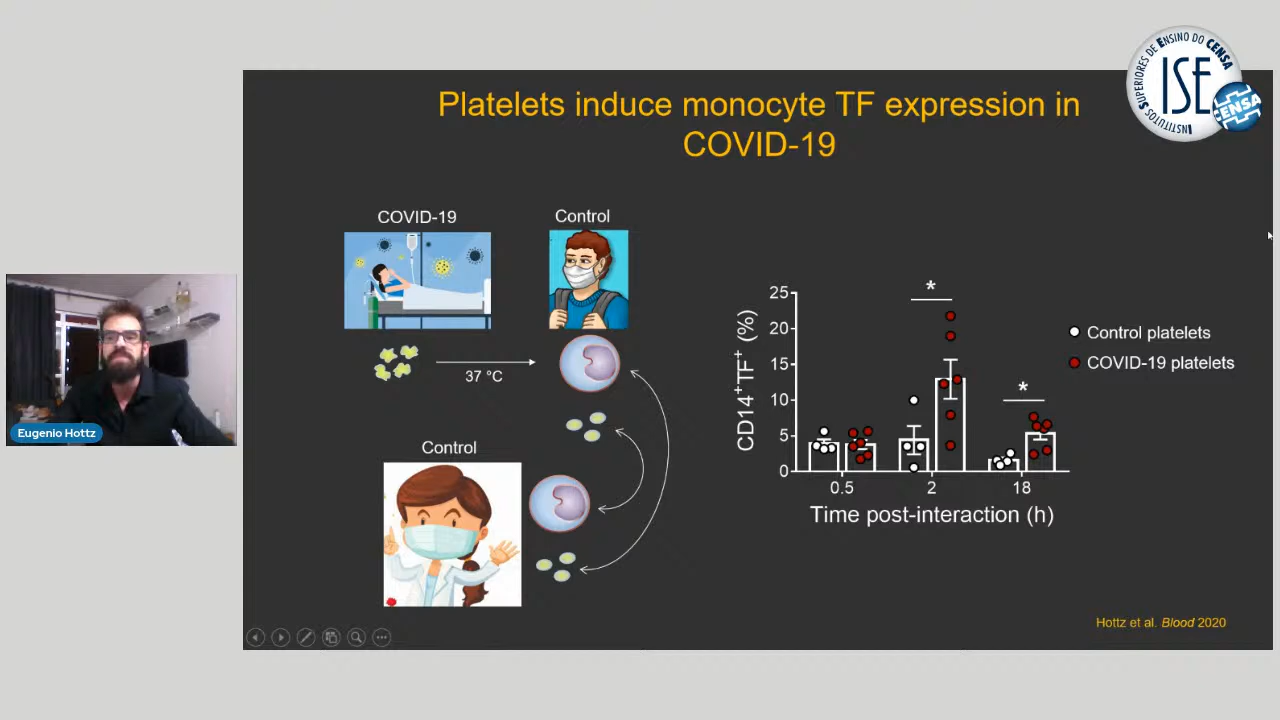 Platelets induce monocyte TF expression in
COVID-19
INSTITUTOS SUPERIORES DE ENSINO DO CENSA
ISE
CENSA
COVID-19
Control
37 °C
Control
Eugenio Hottz
CD14+TF+ (%)
25
20
15
10
5
0
*
*
0.5
2
18
Time post-interaction (h)
Control platelets
COVID-19 platelets
Hottz et al. Blood 2020